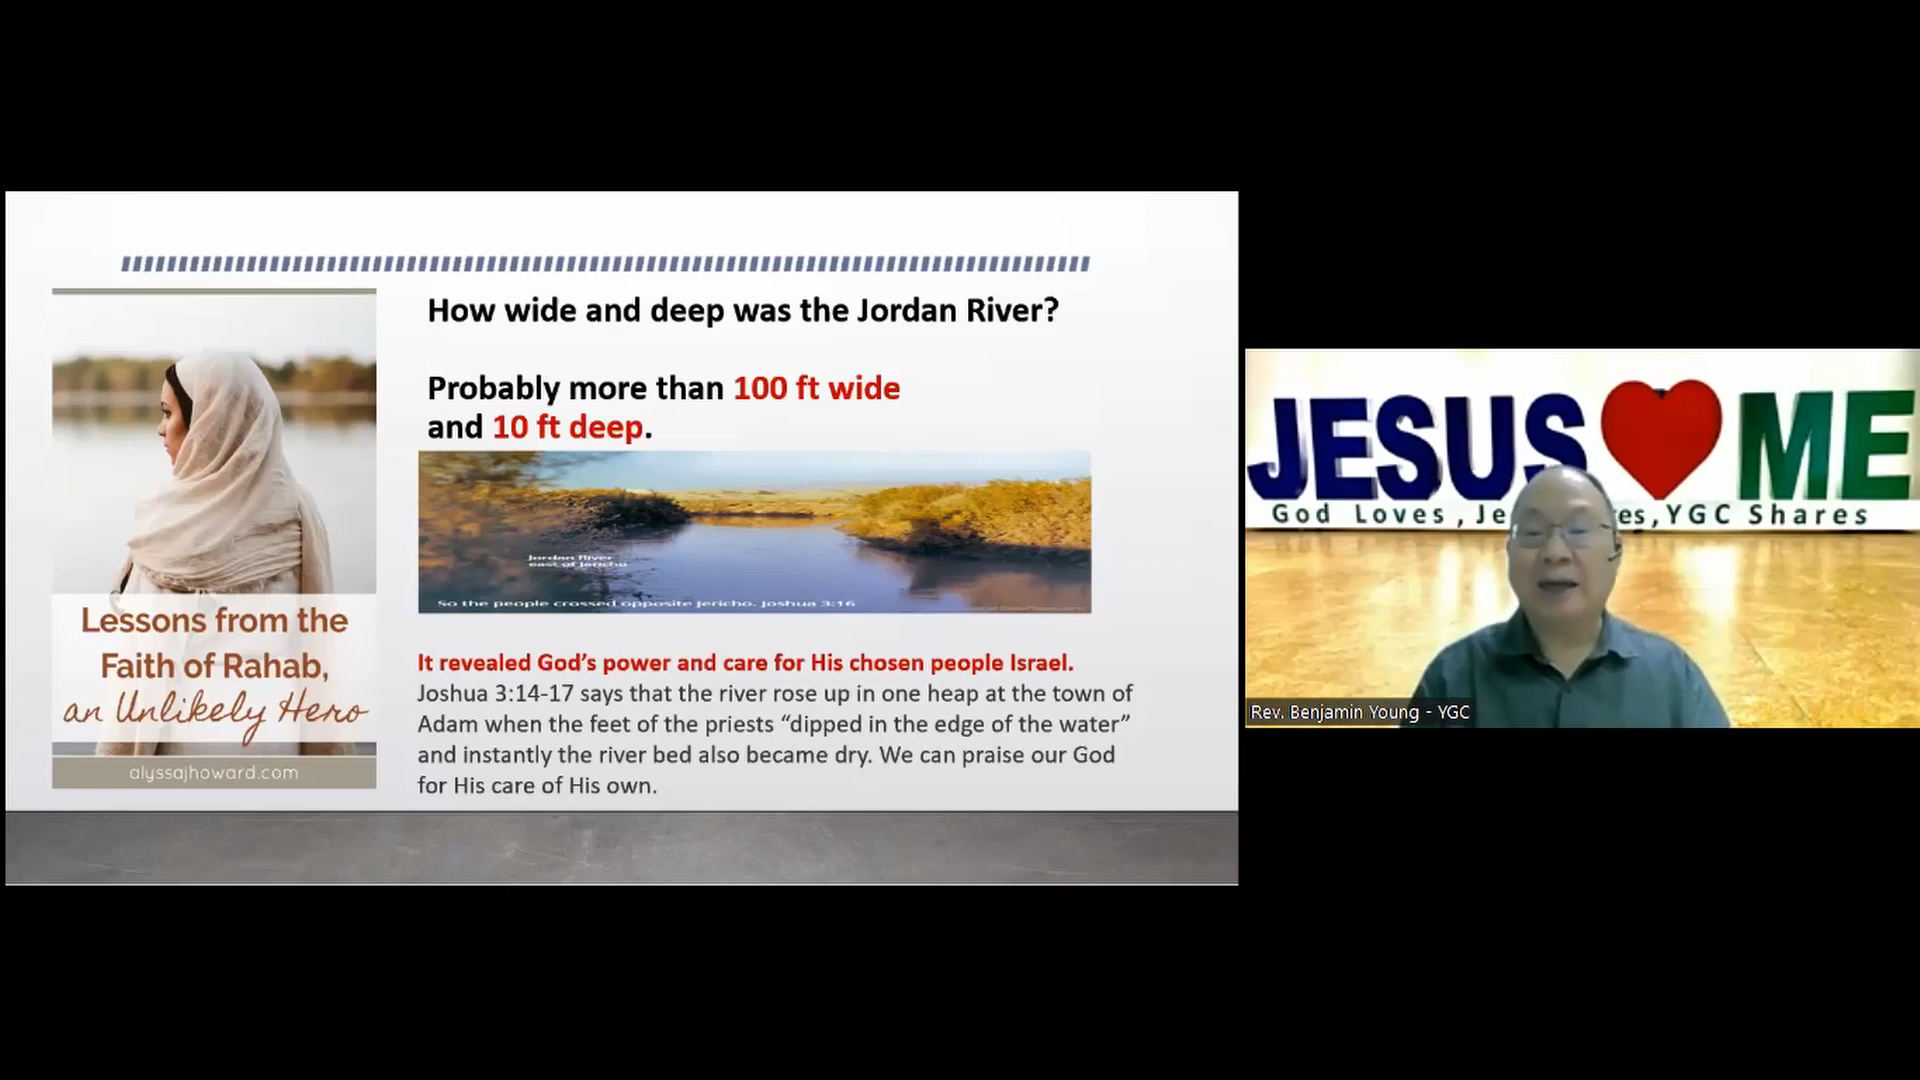 How wide and deep was the Jordan River?
Probably more than 100 ft wide
and 10 ft deep.
Jordan River
east of Jericho
So the people crossed opposite Jericho. Joshua 3:16
It revealed God's power and care for His chosen people Israel.
Joshua 3:14-17 says that the river rose up in one heap at the town of
Adam when the feet of the priests “dipped in the edge of the water”
and instantly the river bed also became dry. We can praise our God
for His care of His own.
Lessons from the
Faith of Rahab,
an Unlikely Hero
alyssajhoward.com
JESUS ME
God Loves, Je es, YGC Shares
Rev. Benjamin Young - YGC